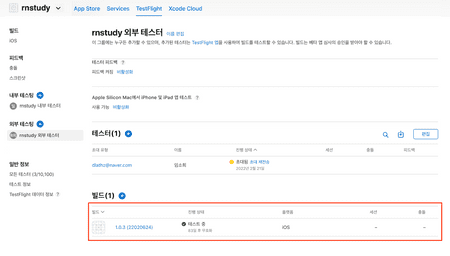 rnstudy
App Store
Services
TestFlight
Xcode Cloud
빌드
iOS
피드백
충돌
스크린샷
내부 테스팅
rnstudy 내부 테스터
외부 테스팅
rnstudy 외부 테스터
일반 정보
모든 테스터 (3/10,100)
테스트 정보
TestFlight 데이터 정보 ?
rnstudy 외부 테스터 이름 편집
이 그룹에는 누구든 추가할 수 있으며, 추가된 테스터는 TestFlight 앱을 사용하여 빌드를 테스트할 수 있습니다. 빌드는 베타 앱 심사의 승인을 받아야 할 수 있습니다.
테스터 피드백 ?
피드백 켜짐 비활성화
Apple Silicon Mac에서 iPhone 및 iPad 앱 테스트 ?
사용 가능 비활성화
테스터(1)
편집
초대 유형
이름
진행 상태
세션
충돌
피드백
임소희
초대됨
2022년 2월 21일
빌드(1)
빌드
진행 상태
플랫폼
세션
충돌
1.0.3 (22020624)
테스트 중
iOS
–
–